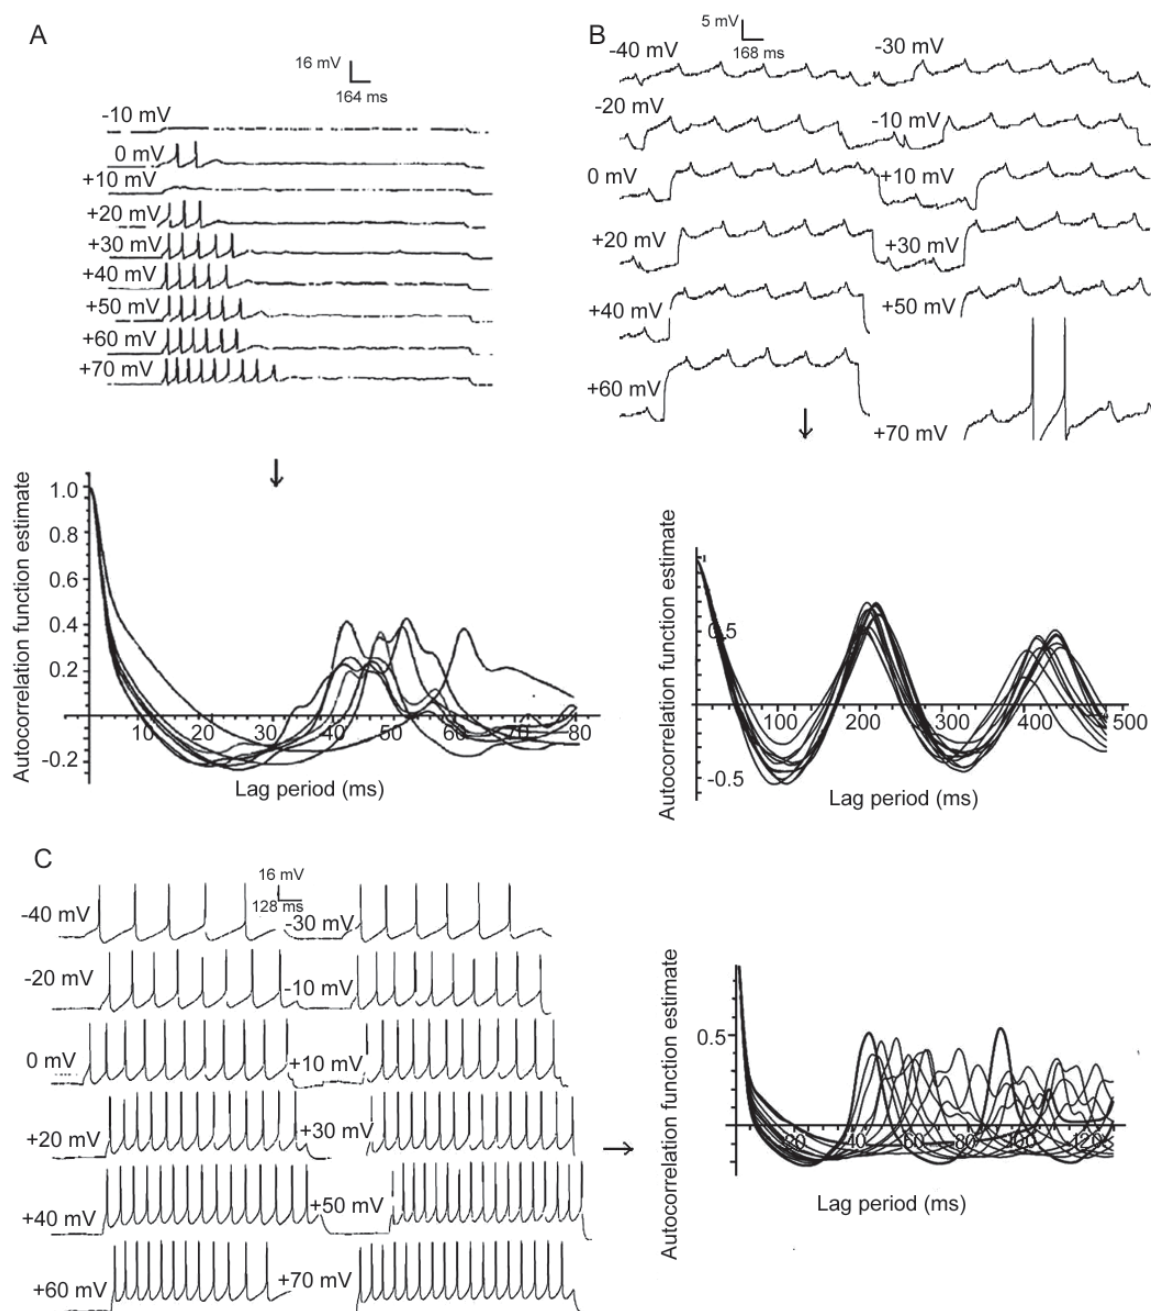 A
16 mV
164 ms
-10 mV
0 mV
+10 mV
+20 mV
+30 mV
+40 mV
+50 mV
+60 mV
+70 mV
B
5 mV
168 ms
-40 mV
-30 mV
-20 mV
-10 mV
0 mV
+10 mV
+20 mV
+30 mV
+40 mV
+50 mV
+60 mV
+70 mV
Autocorrelation function estimate
1.0
0.8
0.6
0.4
0.2
-0.2
10 20 30 40 50 60 70 80
Lag period (ms)
Autocorrelation function estimate
0.5
-0.5
100 200 300 400 500
Lag period (ms)
C
16 mV
128 ms
-40 mV
-30 mV
-20 mV
-10 mV
0 mV
+10 mV
+20 mV
+30 mV
+40 mV
+50 mV
+60 mV
+70 mV
Autocorrelation function estimate
0.5
20 40 60 80 100 120
Lag period (ms)